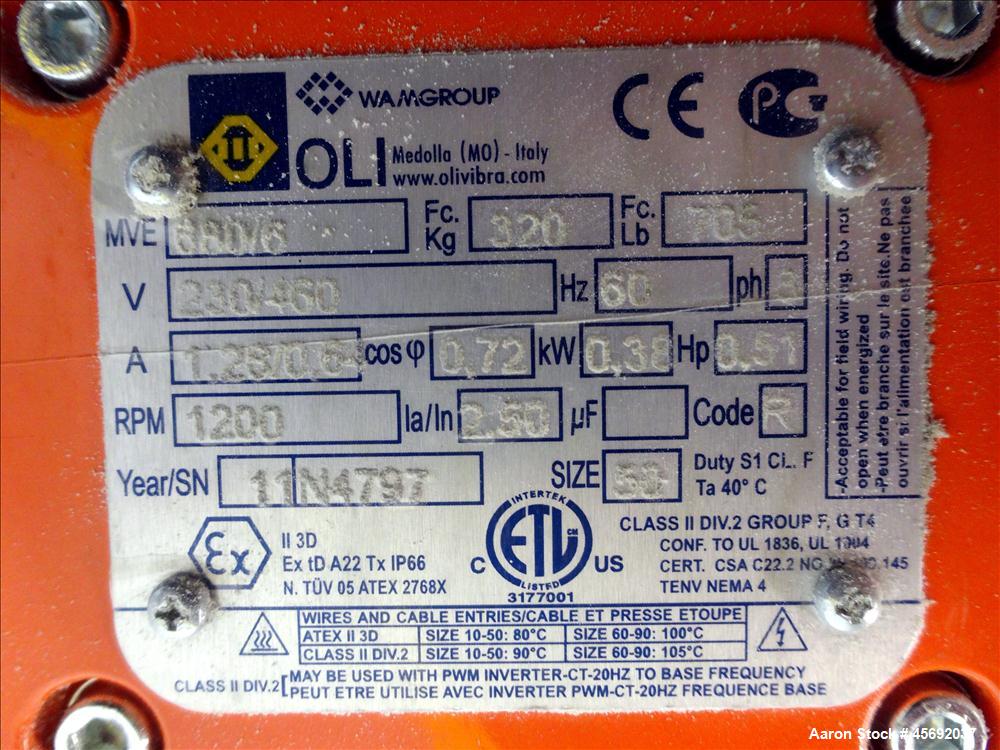 WAMGROUP
CE PCT
OLI Medolla (MO) - Italy
www.olivibra.com
MVE Fc. Kg 320 Fc. Lb 705
V 230/460 Hz 60 ph 3
A cos φ 0,72 kW 0,38 Hp 0,51
RPM 1200 Ia/In 2.50 µF Code R
Year/SN 11N4797 SIZE Duty S1 CL. F
Ta 40° C
-Acceptable for field wiring. Do not
open when energized
-Peut etre branche sur le site.Ne pas
ouvrir si l'alimentation est branchee
Ex II 3D
Ex tD A22 Tx IP66
N. TÜV 05 ATEX 2768X
INTERTEK
C ETL US
LISTED
3177001
CLASS II DIV.2 GROUP F, G T4
CONF. TO UL 1836, UL 1004
CERT. CSA C22.2 NO. 145
TENV NEMA 4
WIRES AND CABLE ENTRIES/CABLE ET PRESSE ETOUPE
ATEX II 3D SIZE 10-50: 80°C SIZE 60-90: 100°C
CLASS II DIV.2 SIZE 10-50: 90°C SIZE 60-90: 105°C
CLASS II DIV.2 [ MAY BE USED WITH PWM INVERTER-CT-20HZ TO BASE FREQUENCY
PEUT ETRE UTILISE AVEC INVERTER PWM-CT-20HZ FREQUENCE BASE
Aaron Stock# 45692037